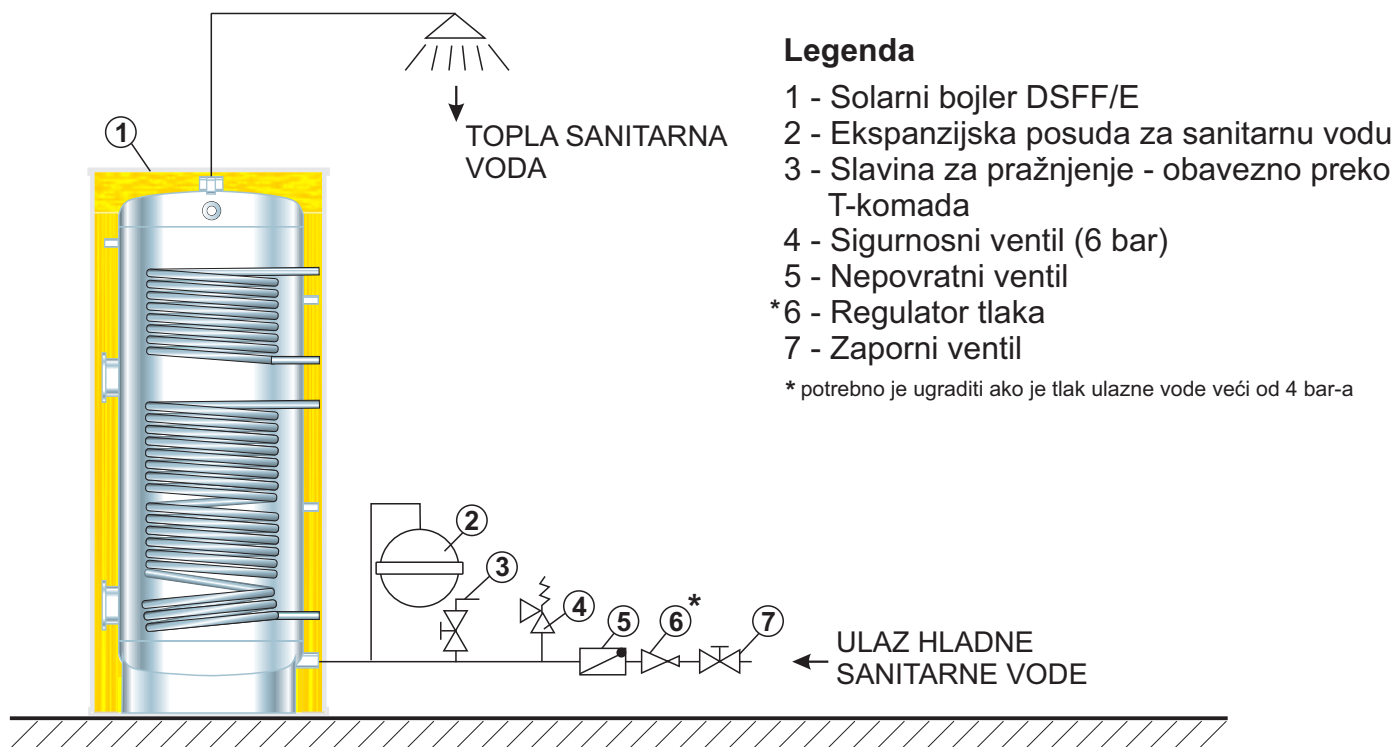 1
TOPLA SANITARNA
VODA
Legenda
1 - Solarni bojler DSFF/E
2 - Ekspanzijska posuda za sanitarnu vodu
3 - Slavina za pražnjenje - obavezno preko
T-komada
4 - Sigurnosni ventil (6 bar)
5 - Nepovratni ventil
*6 - Regulator tlaka
7 - Zaporni ventil
* potrebno je ugraditi ako je tlak ulazne vode veći od 4 bar-a
2
3
4
5
6*
7
ULAZ HLADNE
SANITARNE VODE